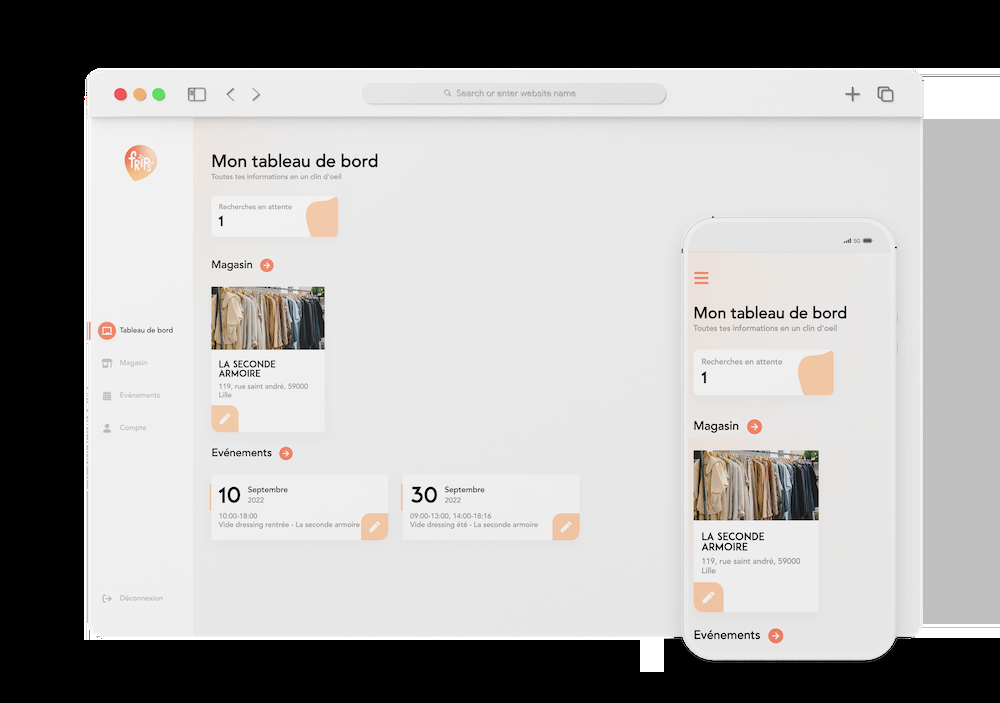 Search or enter website name
fRIPS
Mon tableau de bord
Toutes tes informations en un clin d'oeil
Recherches en attente
1
Magasin
LA SECONDE
ARMOIRE
119, rue saint andré, 59000
Lille
Evénements
10
Septembre
2022
10:00-18:00
Vide dressing rentrée - La seconde armoire
30
Septembre
2022
09:00-13:00, 14:00-18:16
Vide dressing été - La seconde armoire
Tableau de bord
Magasin
Evénements
Compte
Déconnexion
5G
Mon tableau de bord
Toutes tes informations en un clin d'oeil
Recherches en attente
1
Magasin
LA SECONDE
ARMOIRE
119, rue saint andré, 59000
Lille
Evénements